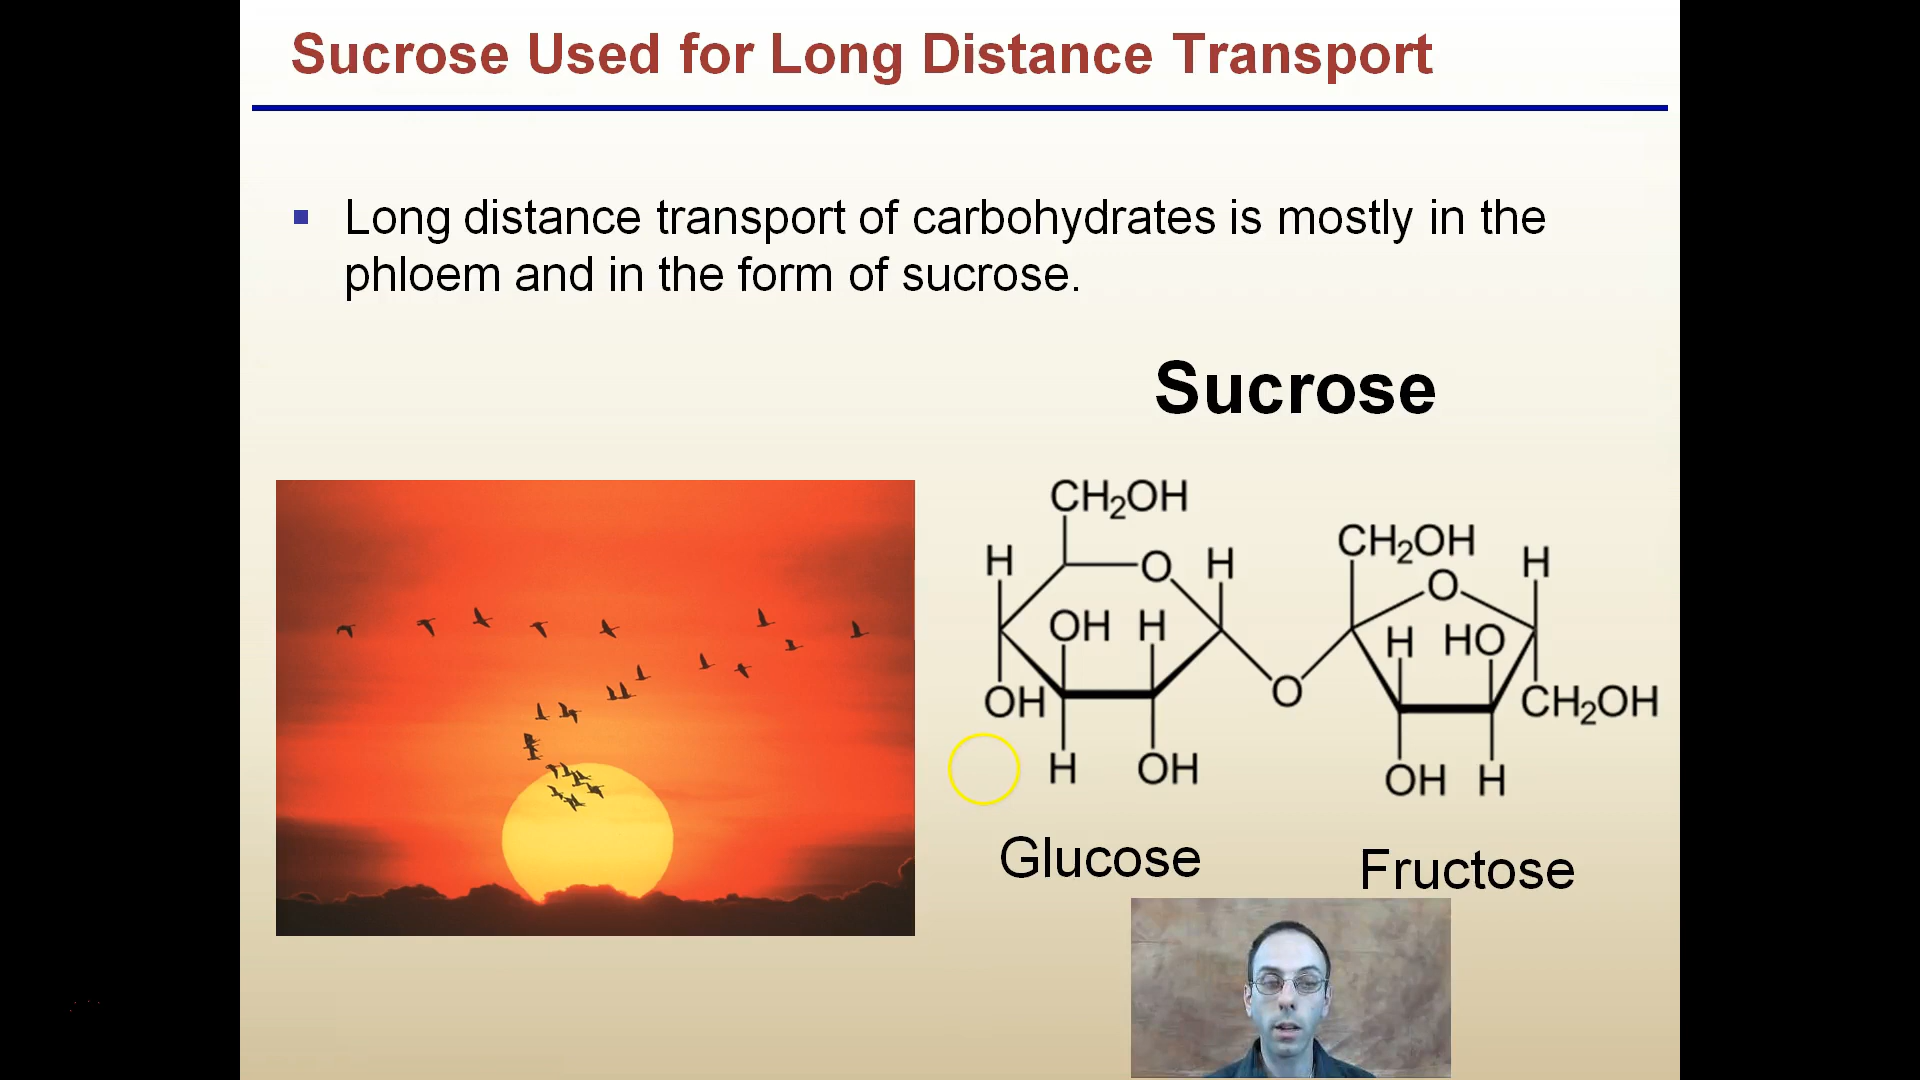 Sucrose Used for Long Distance Transport
Long distance transport of carbohydrates is mostly in the
phloem and in the form of sucrose.
Sucrose
CH₂OH
CH₂OH
H
O
H
O
H
OH
H
H
HO
OH
O
CH₂OH
H
OH
OH
H
Glucose
Fructose